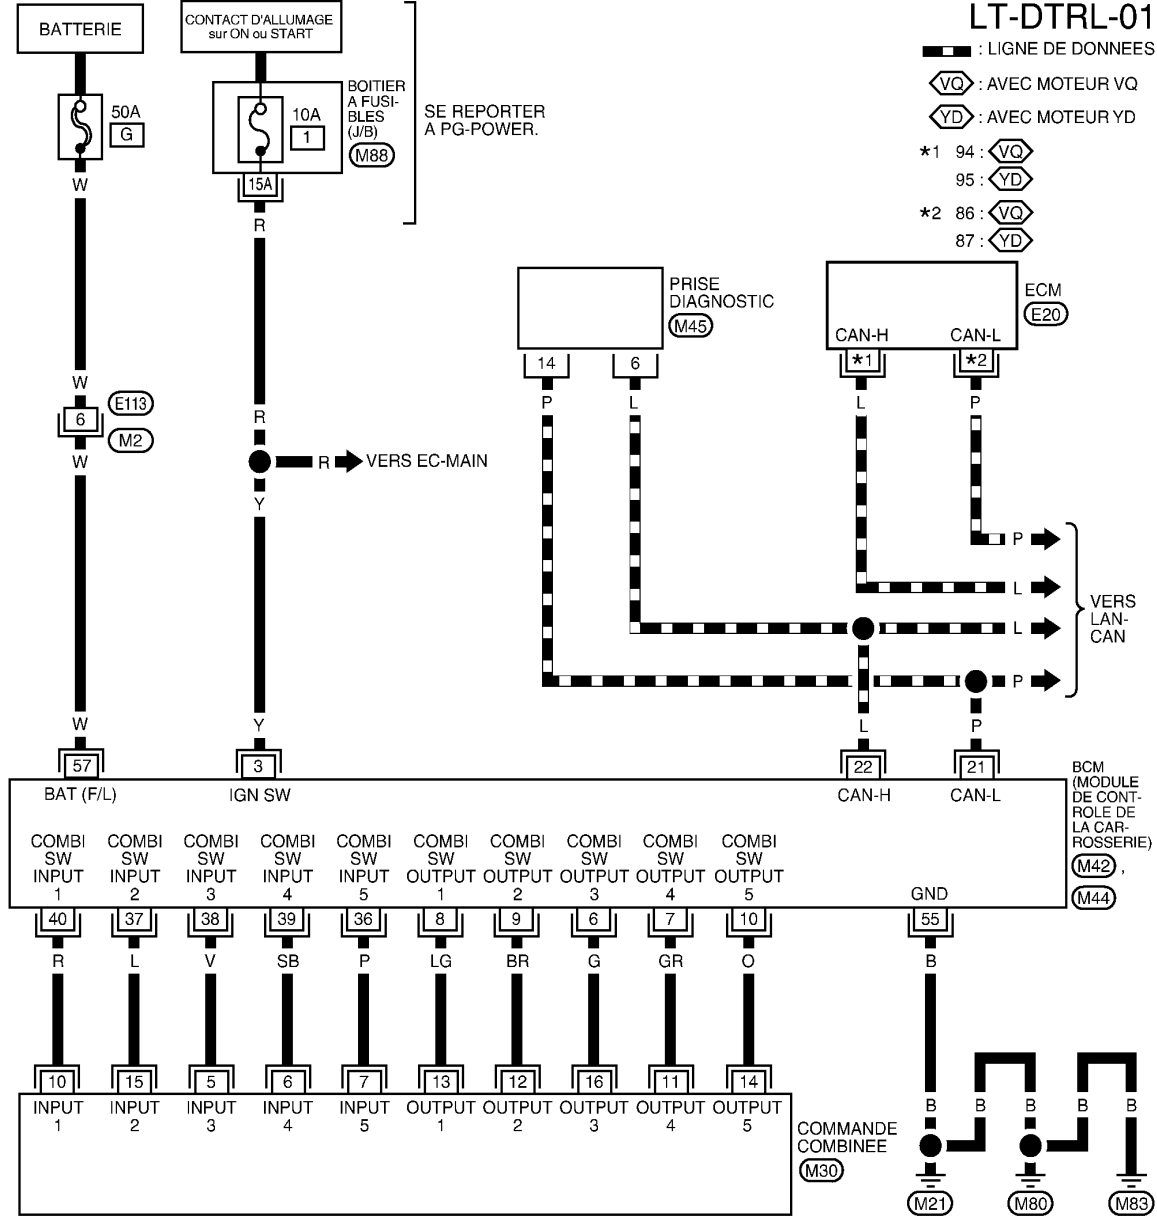 LT-DTRL-01
BATTERIE
CONTACT D'ALLUMAGE
sur ON ou START
: LIGNE DE DONNEES
VQ : AVEC MOTEUR VQ
YD : AVEC MOTEUR YD
*1 94 : VQ
95 : YD
*2 86 : VQ
87 : YD
50A
G
10A
1
BOITIER
A FUSI-
BLES
(J/B)
M88
SE REPORTER
A PG-POWER.
15A
W
R
PRISE
DIAGNOSTIC
M45
ECM
E20
CAN-H CAN-L
14 6 *1 *2
P L L P
W
R
6
E113
M2
W
R VERS EC-MAIN
Y
P
L
L
P
VERS
LAN-
CAN
W Y L P
57 3 22 21
BAT (F/L) IGN SW CAN-H CAN-L
BCM
(MODULE
DE CONT-
ROLE DE
LA CAR-
ROSSERIE)
M42 ,
M44
COMBI COMBI COMBI COMBI COMBI COMBI COMBI COMBI COMBI COMBI
SW SW SW SW SW SW SW SW SW SW
INPUT INPUT INPUT INPUT INPUT OUTPUT OUTPUT OUTPUT OUTPUT OUTPUT
1 2 3 4 5 1 2 3 4 5
GND
40 37 38 39 36 8 9 6 7 10 55
R L V SB P LG BR G GR O B
10 15 5 6 7 13 12 16 11 14
INPUT INPUT INPUT INPUT INPUT OUTPUT OUTPUT OUTPUT OUTPUT OUTPUT
1 2 3 4 5 1 2 3 4 5
COMMANDE
COMBINEE
M30
B B B B B
M21 M80 M83